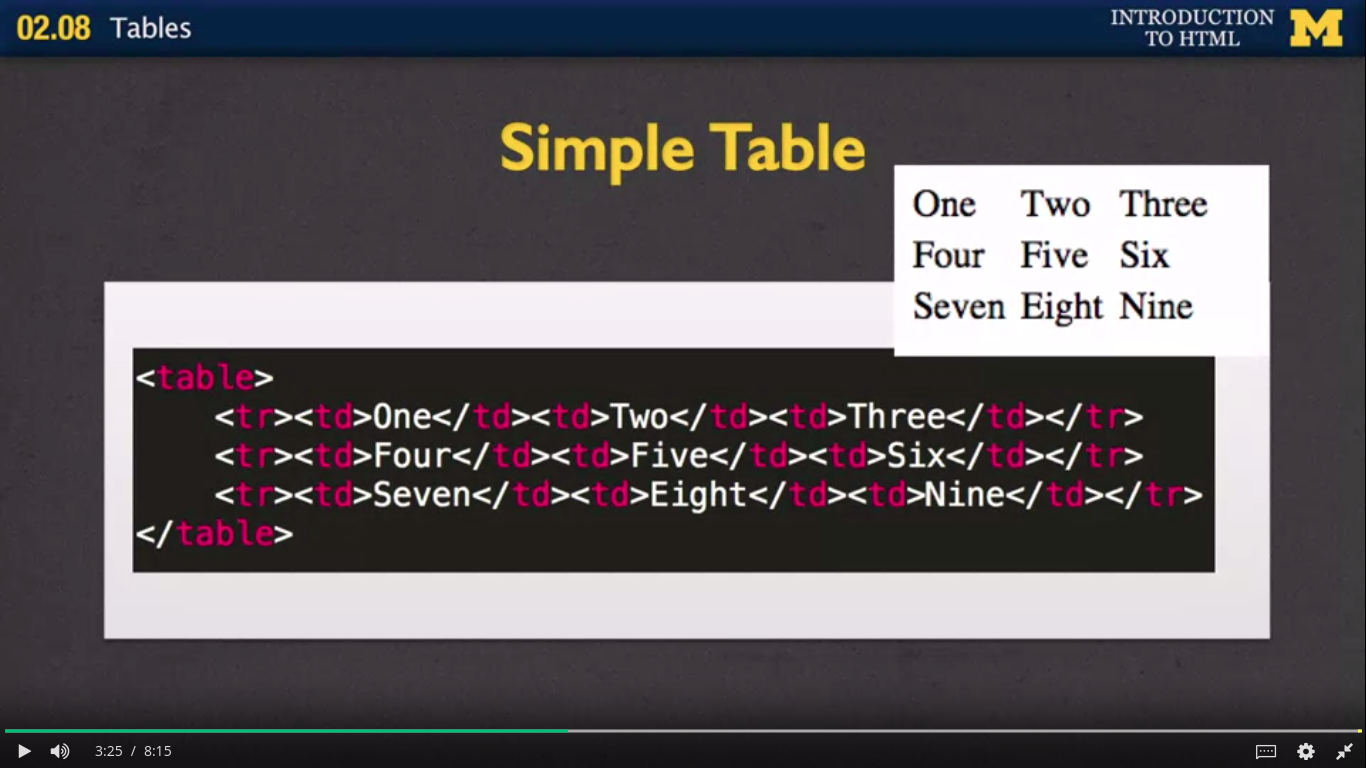 02.08 Tables
INTRODUCTION
TO HTML
M
Simple Table
One Two Three
Four Five Six
Seven Eight Nine
<table>
    <tr><td>One</td><td>Two</td><td>Three</td></tr>
    <tr><td>Four</td><td>Five</td><td>Six</td></tr>
    <tr><td>Seven</td><td>Eight</td><td>Nine</td></tr>
</table>
3:25 / 8:15